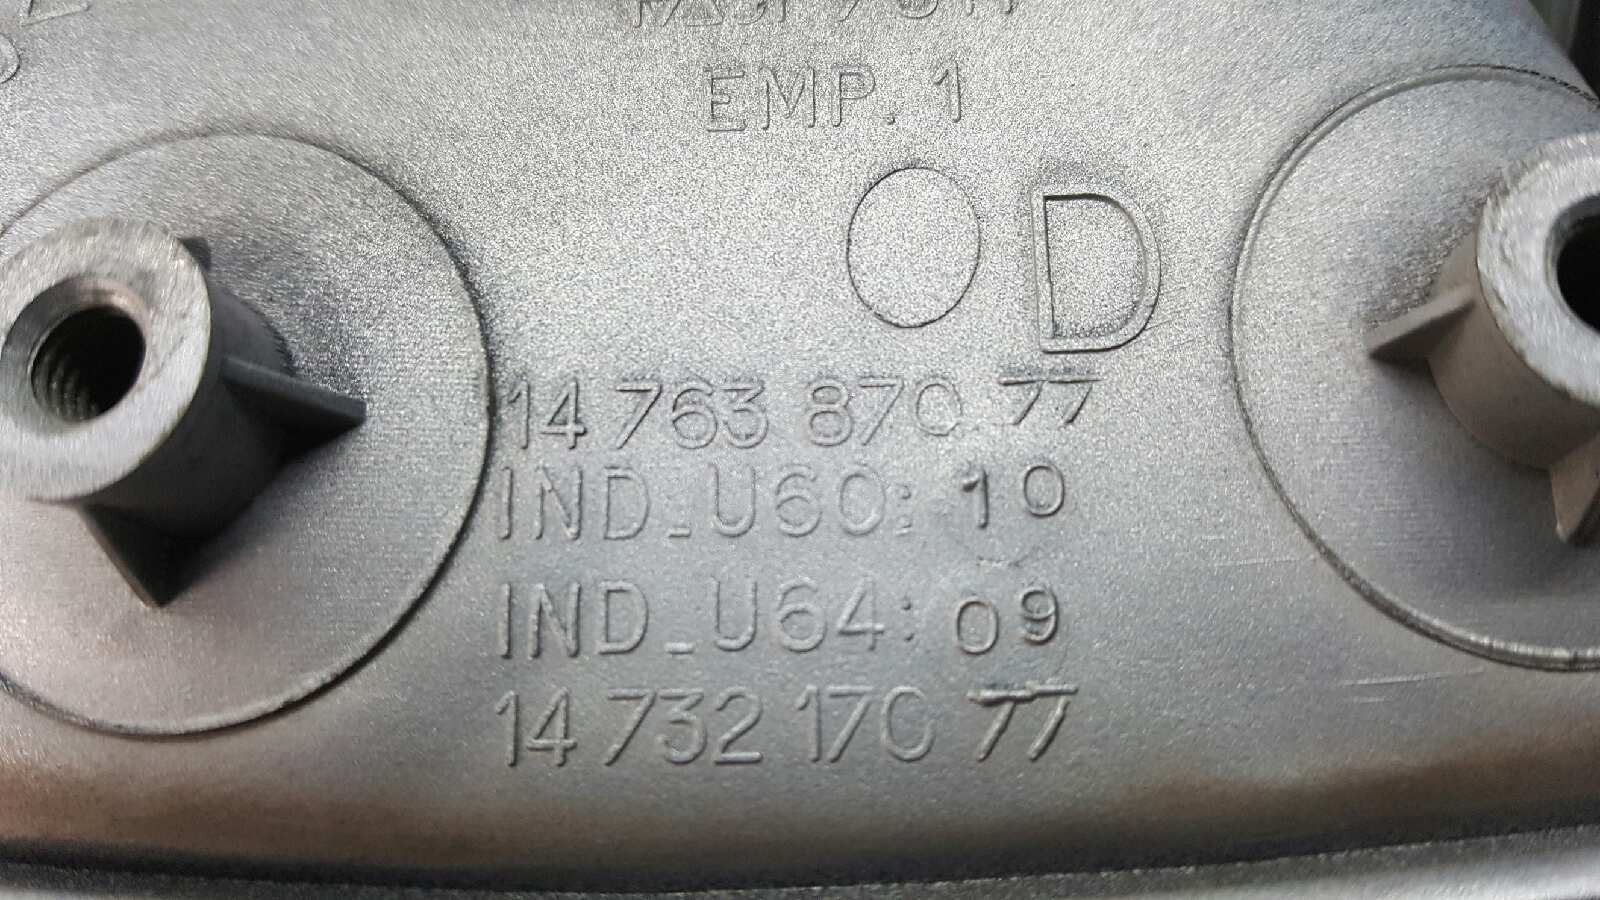 EMP. 1
D
14 763 870 77
IND_U60: 10
IND_U64: 09
14 732 170 77